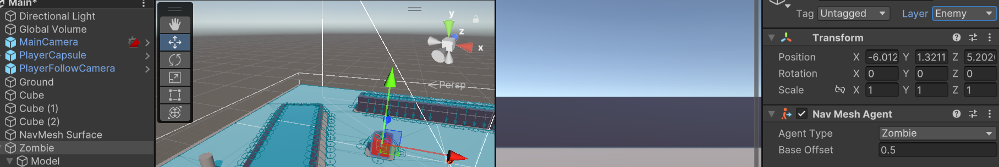 Main*
Directional Light
Global Volume
MainCamera
PlayerCapsule
PlayerFollowCamera
Ground
Cube
Cube (1)
Cube (2)
NavMesh Surface
Zombie
Model
y
z
x
Persp
Tag Untagged Layer Enemy
Transform
Position X -6.012 Y 1.3211 Z 5.202
Rotation X 0 Y 0 Z 0
Scale X 1 Y 1 Z 1
Nav Mesh Agent
Agent Type Zombie
Base Offset 0.5